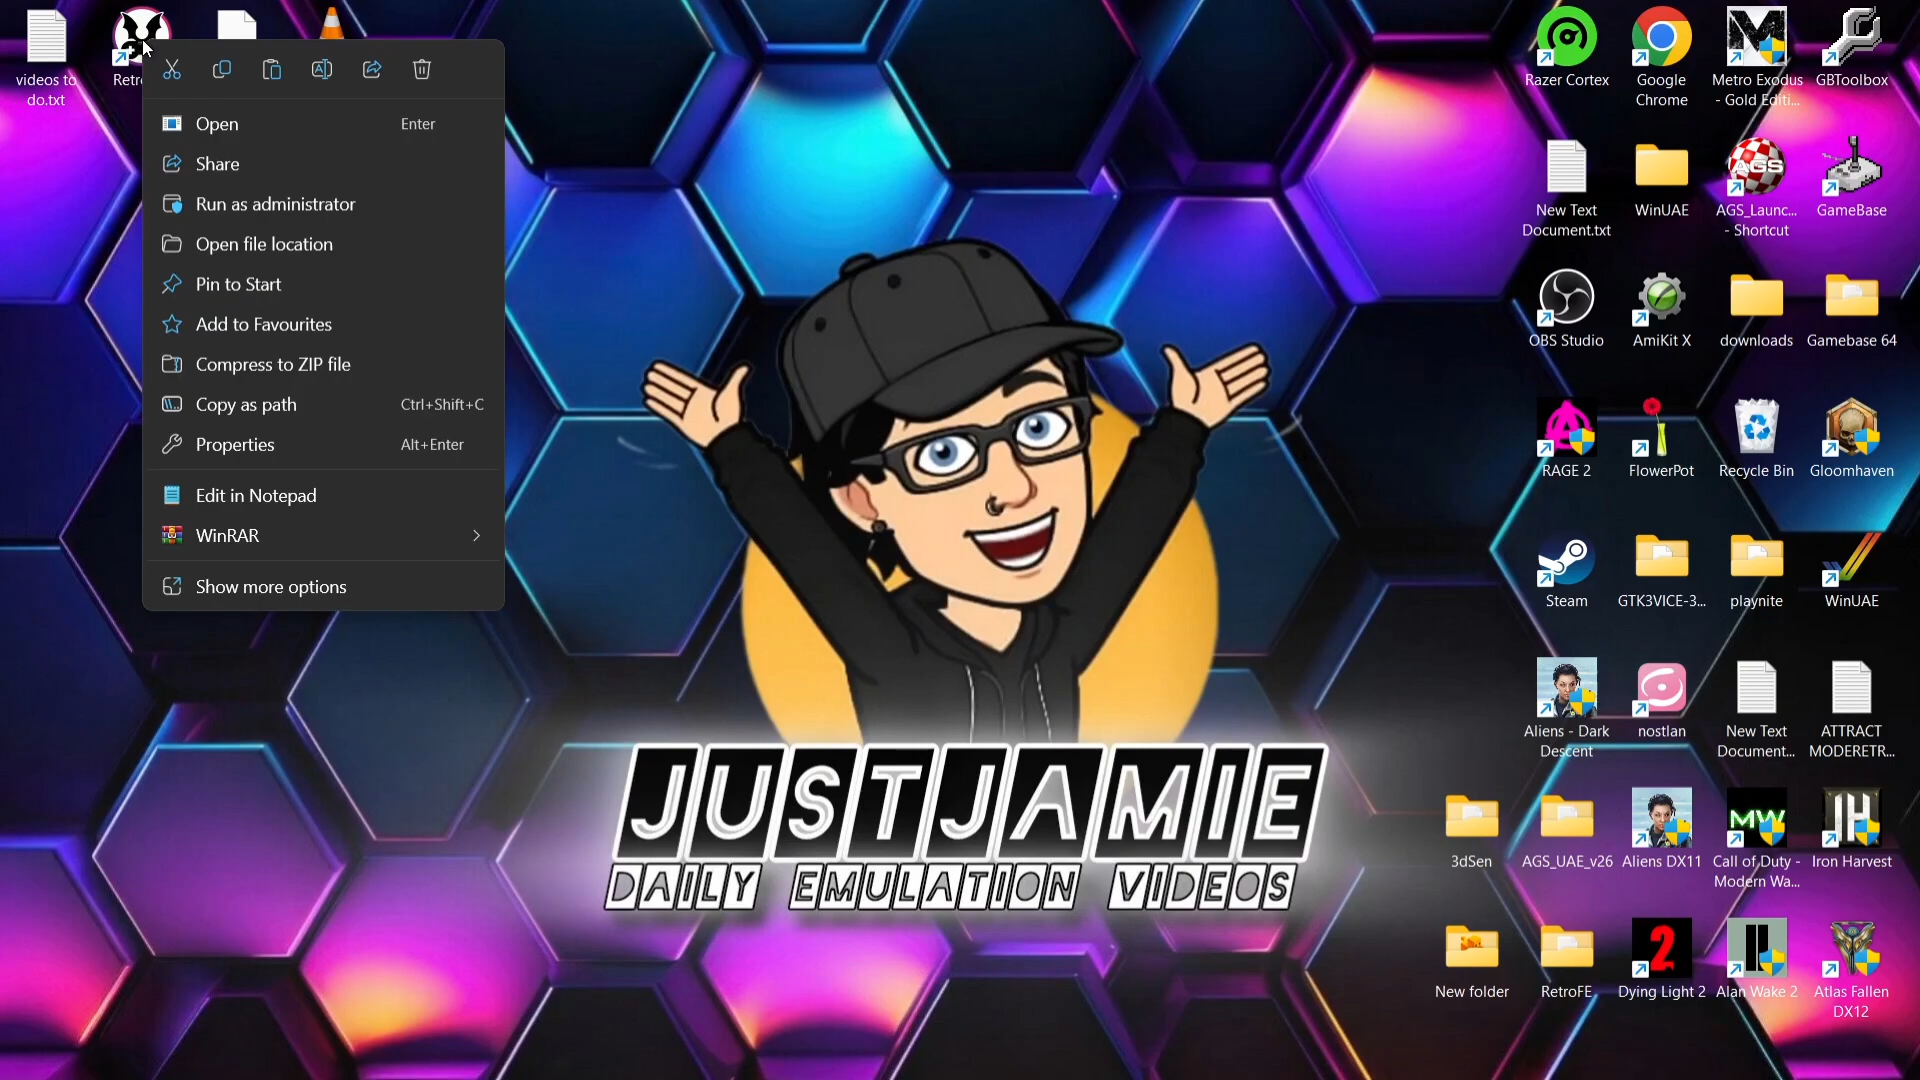 videos to
do.txt
Open Enter
Share
Run as administrator
Open file location
Pin to Start
Add to Favourites
Compress to ZIP file
Copy as path Ctrl+Shift+C
Properties Alt+Enter
Edit in Notepad
WinRAR
Show more options
JUSTJAMIE
DAILY EMULATION VIDEOS
Razer Cortex
Google
Chrome
Metro Exodus
- Gold Editi...
GBToolbox
New Text
Document.txt
WinUAE
AGS
AGS_Launc...
- Shortcut
GameBase
OBS Studio
AmiKit X
downloads
Gamebase 64
RAGE 2
FlowerPot
Recycle Bin
Gloomhaven
Steam
GTK3VICE-3...
playnite
WinUAE
Aliens - Dark
Descent
nostlan
New Text
Document...
ATTRACT
MODERETR...
3dSen
AGS_UAE_v26
Aliens DX11
MW
Call of Duty -
Modern Wa...
IH
Iron Harvest
New folder
RetroFE
2
Dying Light 2
Alan Wake 2
Atlas Fallen
DX12